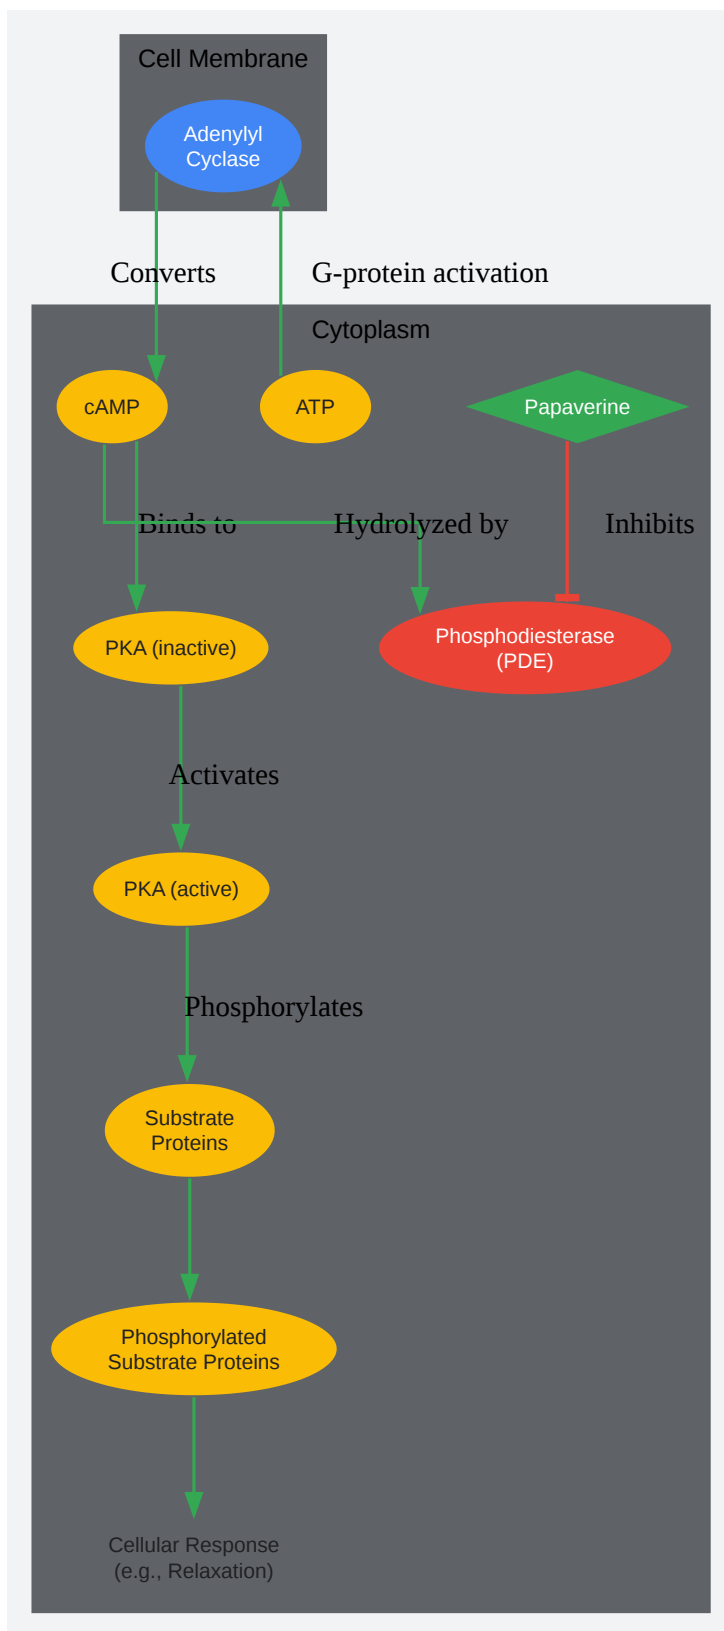 Cell Membrane
Adenylyl
Cyclase
Converts
G-protein activation
Cytoplasm
cAMP
ATP
Papaverine
Binds to
Hydrolyzed by
Inhibits
PKA (inactive)
Phosphodiesterase
(PDE)
Activates
PKA (active)
Phosphorylates
Substrate
Proteins
Phosphorylated
Substrate Proteins
Cellular Response
(e.g., Relaxation)